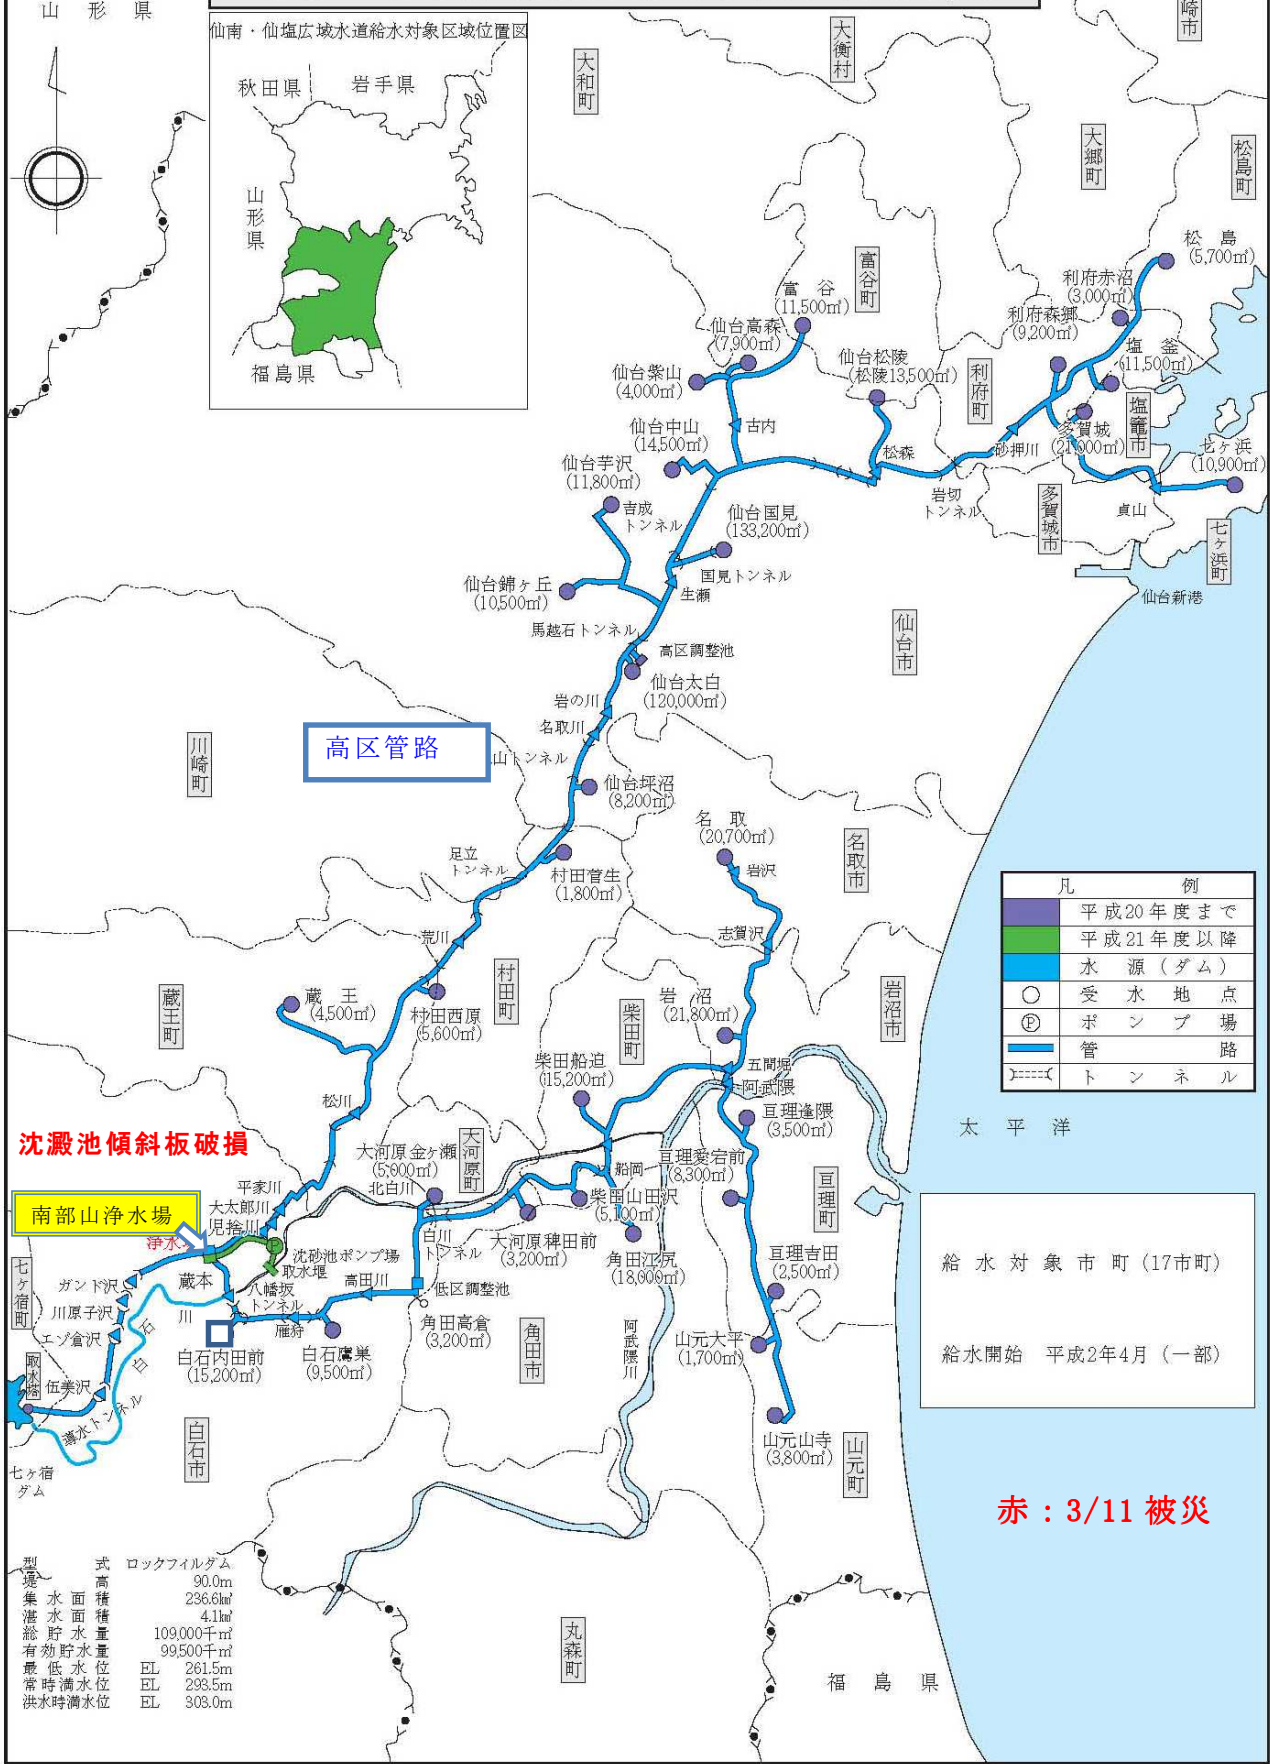 山形県
仙南・仙塩広域水道給水対象区域位置図
秋田県
岩手県
山形県
福島県
大和町
大衡村
崎市
大郷町
松島町
富谷町
松島
(5,700㎥)
利府赤沼
(3,000㎥)
利府森郷
(9,200㎥)
塩釜
(11,500㎥)
富谷
(11,500㎥)
仙台高森
(7,900㎥)
仙台紫山
(4,000㎥)
仙台松陵
(松陵13,500㎥)
利府町
塩竈市
多賀城
(21,000㎥)
七ヶ浜
(10,900㎥)
古内
仙台中山
(14,500㎥)
松森
砂押川
仙台芋沢
(11,800㎥)
岩切
トンネル
多賀城市
貞山
七ヶ浜町
吉成
トンネル
仙台国見
(133,200㎥)
国見トンネル
仙台錦ヶ丘
(10,500㎥)
生瀬
仙台新港
馬越石トンネル
仙台市
高区調整池
仙台太白
(120,000㎥)
岩の川
名取川
高区管路
山トンネル
川崎町
仙台坪沼
(8,200㎥)
名取
(20,700㎥)
名取市
足立
トンネル
村田菅生
(1,800㎥)
岩沢
凡例
平成20年度まで
平成21年度以降
水源(ダム)
受水地点
Ⓟ ポンプ場
管路
トンネル
荒川
志賀沢
村田町
蔵王町
蔵王
(4,500㎥)
村田西原
(5,600㎥)
柴田町
岩沼
(21,800㎥)
岩沼市
柴田船迫
(15,200㎥)
五間堀
阿武隈
松川
亘理逢隈
(3,500㎥)
太平洋
沈澱池傾斜板破損
大河原金ヶ瀬
(5,000㎥)
大河原町
北白川
船岡
亘理愛宕前
(8,300㎥)
亘理町
平家川
大太郎川
児捨川
南部山浄水場
浄水
柴田山田沢
(5,100㎥)
白川
トンネル
大河原稗田前
(3,200㎥)
角田江尻
(18,000㎥)
亘理吉田
(2,500㎥)
給水対象市町(17市町)
給水開始 平成2年4月(一部)
七ヶ宿町
ガンド沢
川原子沢
エゾ倉沢
蔵本
沈砂池ポンプ場
取水堰
八幡坂
トンネル
高田川
低区調整池
雁狩
角田高倉
(3,200㎥)
角田市
阿武隈川
山元大平
(1,700㎥)
白石川
白石内田前
(15,200㎥)
白石鷹巣
(9,500㎥)
取水塔
伍美沢
導水トンネル
七ヶ宿
ダム
白石市
山元山寺
(3,800㎥)
山元町
赤：3/11 被災
型式 ロックフィルダム
堤高 90.0m
集水面積 236.6㎢
湛水面積 4.1㎢
総貯水量 109,000千㎥
有効貯水量 99,500千㎥
最低水位 EL 261.5m
常時満水位 EL 293.5m
洪水時満水位 EL 303.0m
丸森町
福島県